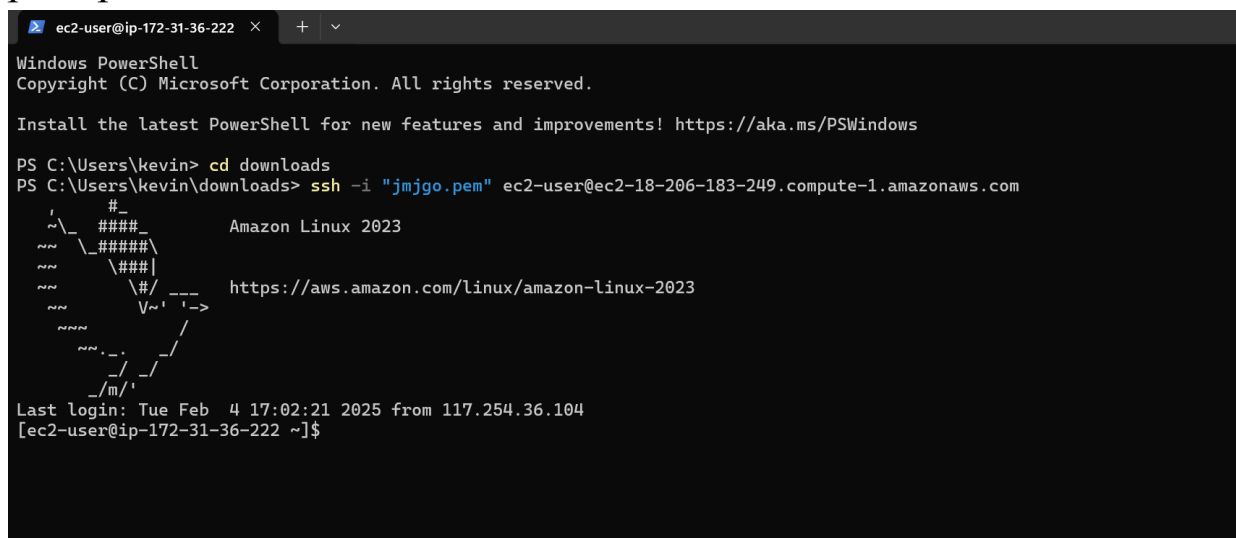 ec2-user@ip-172-31-36-222
Windows PowerShell
Copyright (C) Microsoft Corporation. All rights reserved.
Install the latest PowerShell for new features and improvements! https://aka.ms/PSWindows
PS C:\Users\kevin> cd downloads
PS C:\Users\kevin\downloads> ssh -i "jmjgo.pem" ec2-user@ec2-18-206-183-249.compute-1.amazonaws.com
   ,     #_
   ~\_  ####_        Amazon Linux 2023
  ~~  \_#####\
  ~~     \###|
  ~~       \#/ ___   https://aws.amazon.com/linux/amazon-linux-2023
   ~~       V~' '->
    ~~~         /
      ~~._.   _/
         _/ _/
       _/m/'
Last login: Tue Feb  4 17:02:21 2025 from 117.254.36.104
[ec2-user@ip-172-31-36-222 ~]$